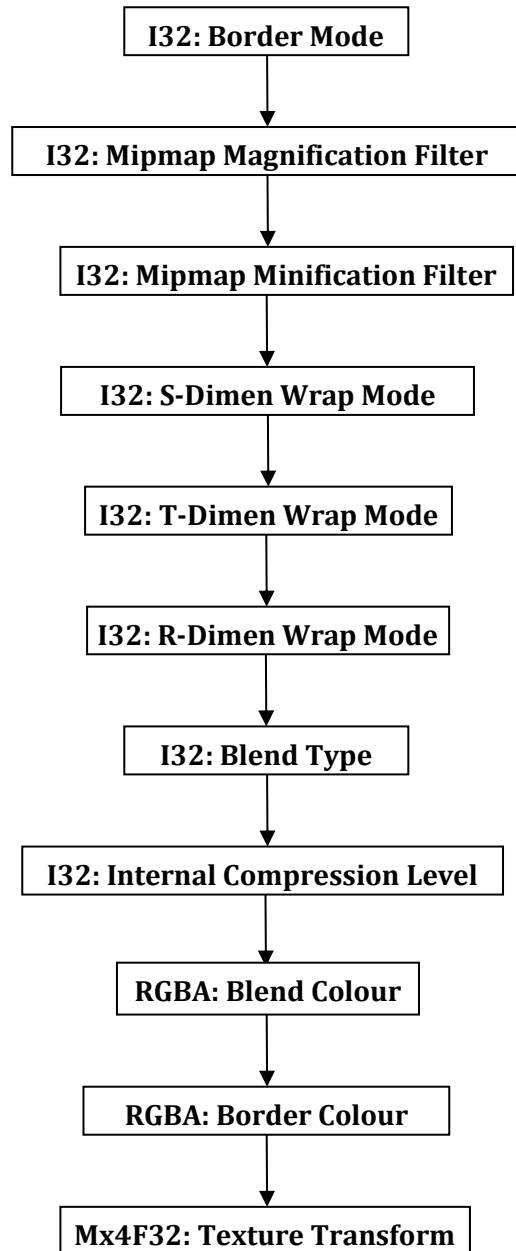 I32: Border Mode
I32: Mipmap Magnification Filter
I32: Mipmap Minification Filter
I32: S-Dimen Wrap Mode
I32: T-Dimen Wrap Mode
I32: R-Dimen Wrap Mode
I32: Blend Type
I32: Internal Compression Level
RGBA: Blend Colour
RGBA: Border Colour
Mx4F32: Texture Transform